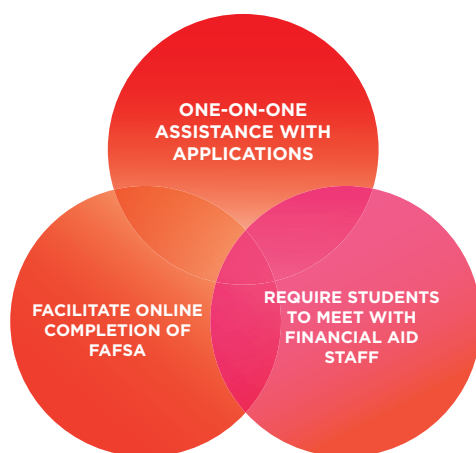 ONE-ON-ONE
ASSISTANCE WITH
APPLICATIONS
FACILITATE ONLINE
COMPLETION OF
FAFSA
REQUIRE STUDENTS
TO MEET WITH
FINANCIAL AID
STAFF